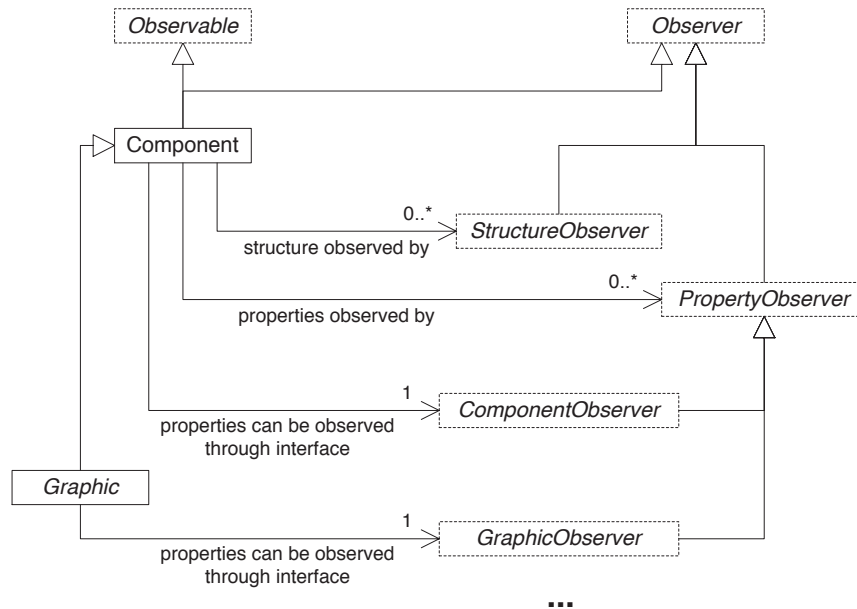 Observable
Observer
Component
0..*
StructureObserver
structure observed by
0..*
PropertyObserver
properties observed by
1
ComponentObserver
properties can be observed
through interface
Graphic
1
GraphicObserver
properties can be observed
through interface
...